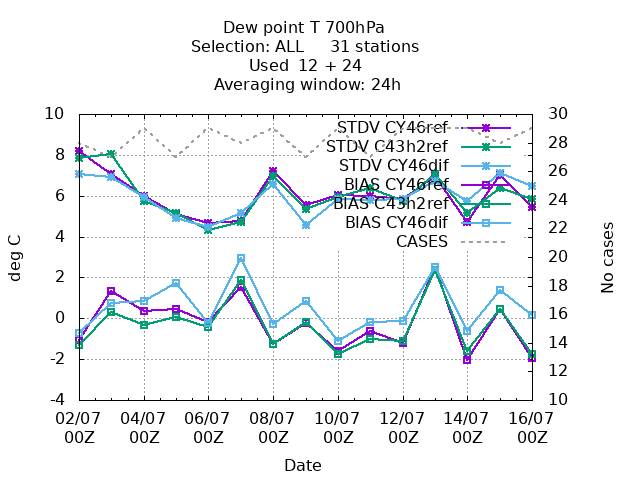 Dew point T 700hPa
Selection: ALL 31 stations
Used 12 + 24
Averaging window: 24h
10
8
6
4
2
0
-2
-4
deg C
30
28
26
24
22
20
18
16
14
12
10
No cases
STDV CY46ref
STDV C43h2ref
STDV CY46dif
BIAS CY46ref
BIAS C43h2ref
BIAS CY46dif
CASES
02/07 04/07 06/07 08/07 10/07 12/07 14/07 16/07
00Z 00Z 00Z 00Z 00Z 00Z 00Z 00Z
Date